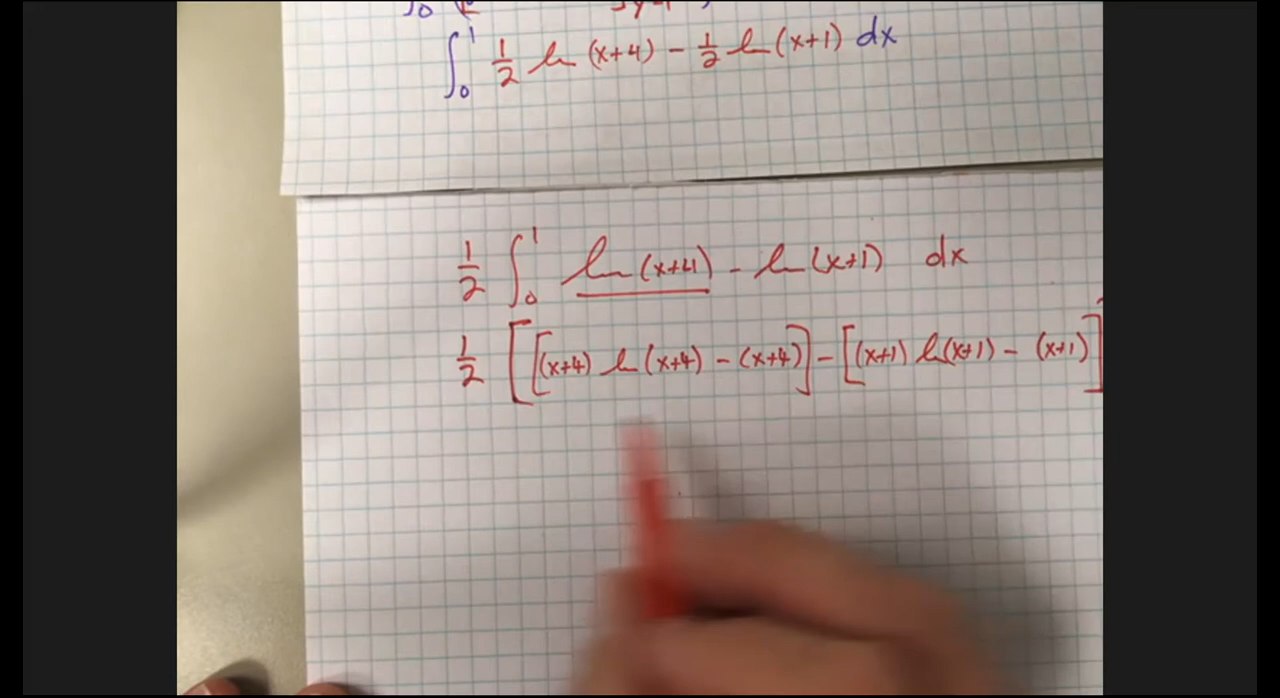 ∫₀¹ 1/2 ln (x+4) - 1/2 ln (x+1) dx
1/2 ∫₀¹ ln (x+4) - ln (x+1) dx
1/2 [[(x+4) ln (x+4) - (x+4)] - [(x+1) ln (x+1) - (x+1)]